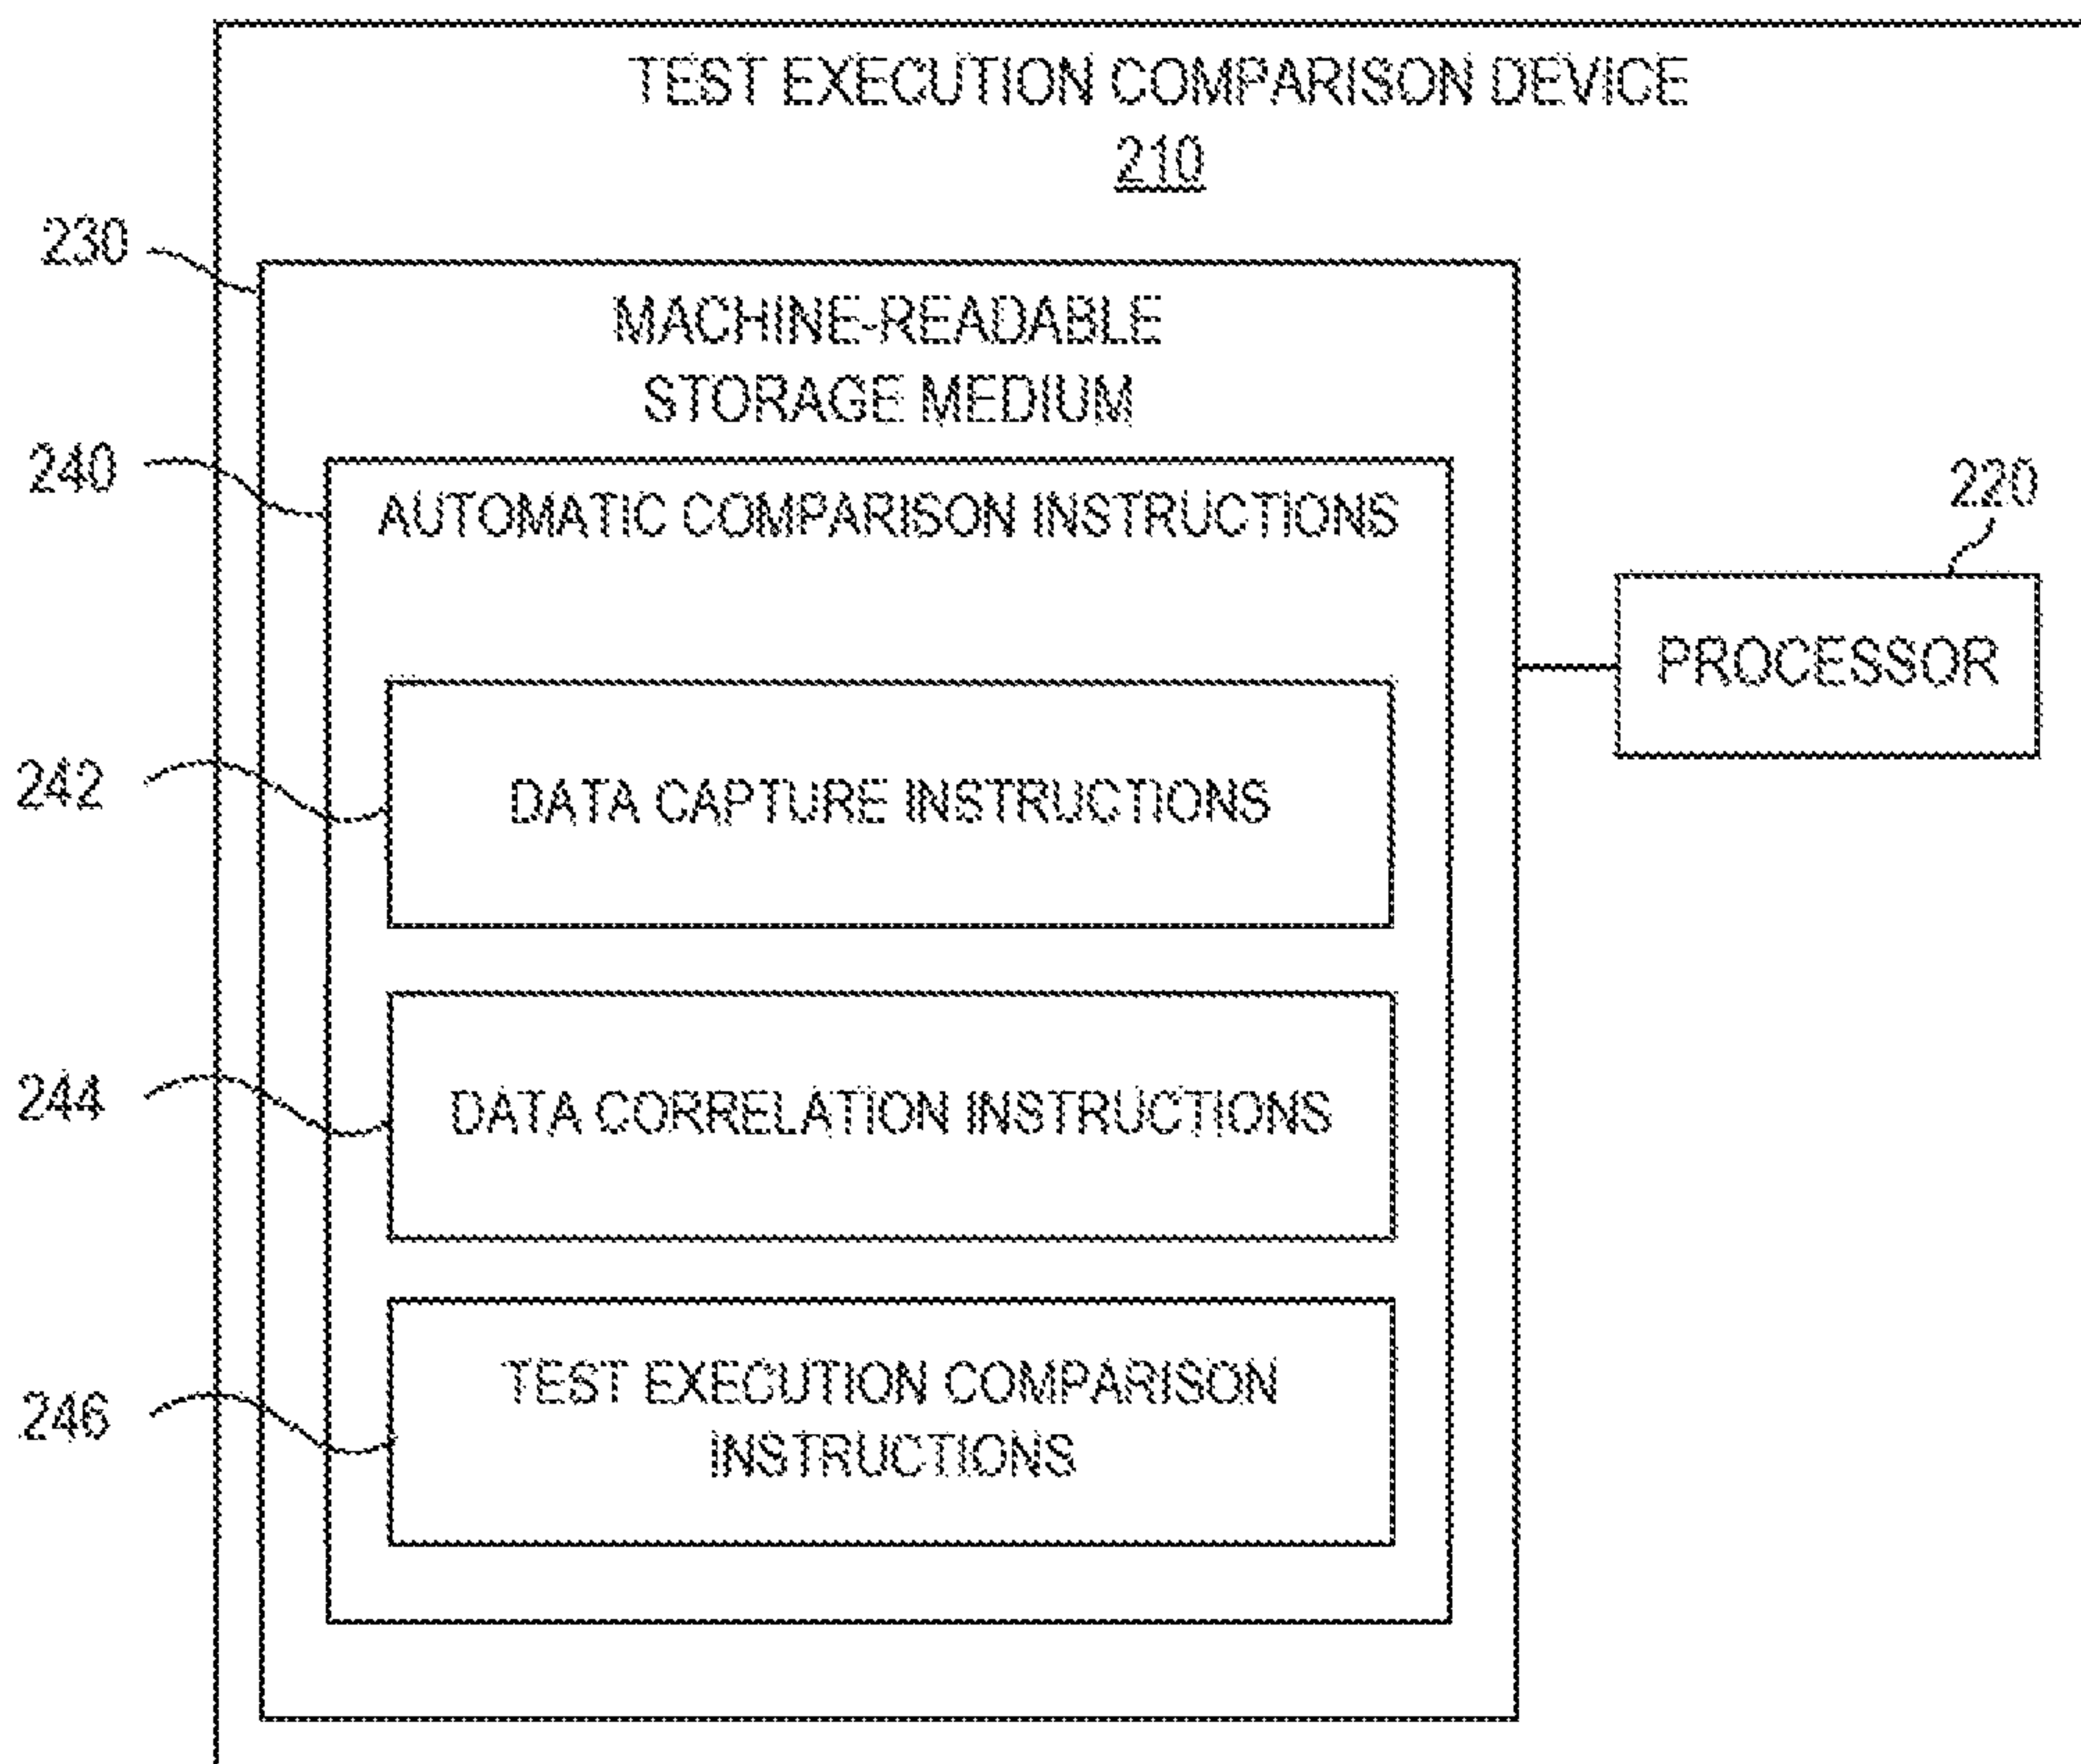 TEST EXECUTION COMPARISON DEVICE
210
230
MACHINE-READABLE
STORAGE MEDIUM
240
AUTOMATIC COMPARISON INSTRUCTIONS
220
PROCESSOR
242
DATA CAPTURE INSTRUCTIONS
244
DATA CORRELATION INSTRUCTIONS
246
TEST EXECUTION COMPARISON
INSTRUCTIONS